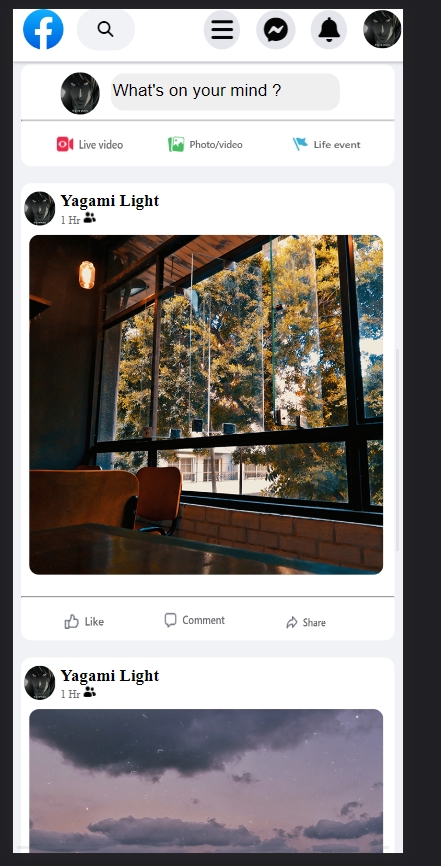 What's on your mind ?
Live video
Photo/video
Life event
Yagami Light
1 Hr
Like
Comment
Share
Yagami Light
1 Hr